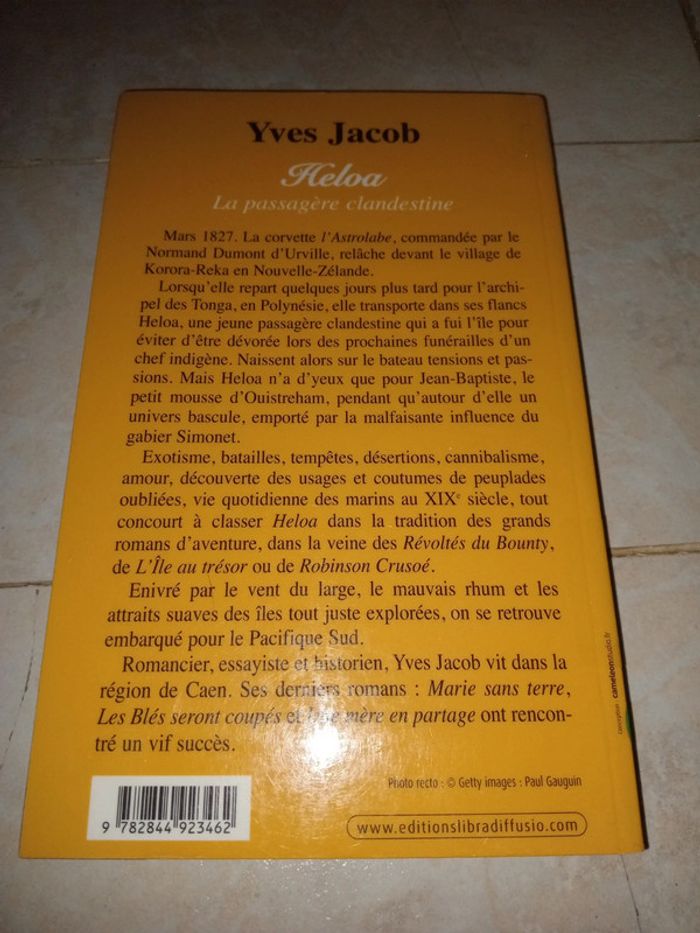 Yves Jacob
Heloa
La passagère clandestine
Mars 1827. La corvette l'Astrolabe, commandée par le
Normand Dumont d'Urville, relâche devant le village de
Korora-Reka en Nouvelle-Zélande.
Lorsqu'elle repart quelques jours plus tard pour l'archi-
pel des Tonga, en Polynésie, elle transporte dans ses flancs
Heloa, une jeune passagère clandestine qui a fui l'île pour
éviter d'être dévorée lors des prochaines funérailles d'un
chef indigène. Naissent alors sur le bateau tensions et pas-
sions. Mais Heloa n'a d'yeux que pour Jean-Baptiste, le
petit mousse d'Ouistreham, pendant qu'autour d'elle un
univers bascule, emporté par la malfaisante influence du
gabier Simonet.
Exotisme, batailles, tempêtes, désertions, cannibalisme,
amour, découverte des usages et coutumes de peuplades
oubliées, vie quotidienne des marins au XIXe siècle, tout
concourt à classer Heloa dans la tradition des grands
romans d'aventure, dans la veine des Révoltés du Bounty,
de L'Île au trésor ou de Robinson Crusoé.
Enivré par le vent du large, le mauvais rhum et les
attraits suaves des îles tout juste explorées, on se retrouve
embarqué pour le Pacifique Sud.
Romancier, essayiste et historien, Yves Jacob vit dans la
région de Caen. Ses derniers romans : Marie sans terre,
Les Blés seront coupés et Une mère en partage ont rencon-
tré un vif succès.
Photo recto : © Getty images : Paul Gauguin
www.editionslibradiffusio.com
9 782844 923462
conception : cameleonstudio.fr